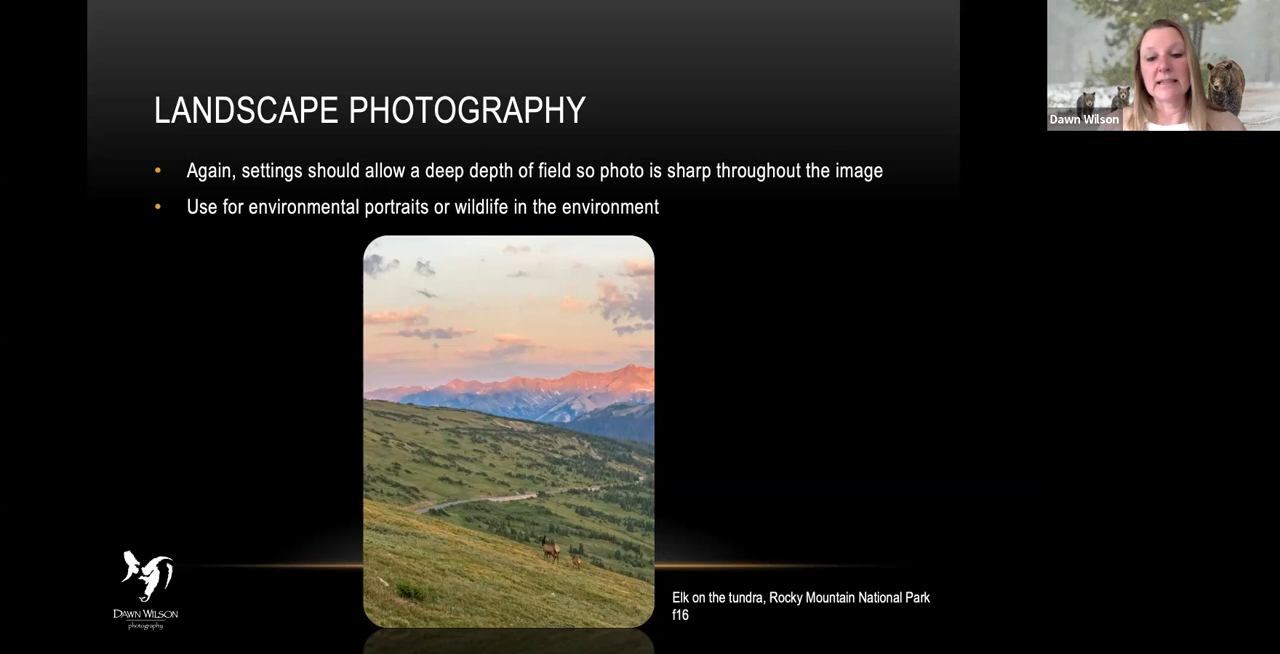 LANDSCAPE PHOTOGRAPHY
• Again, settings should allow a deep depth of field so photo is sharp throughout the image
• Use for environmental portraits or wildlife in the environment
Dawn Wilson
Elk on the tundra, Rocky Mountain National Park
f16
DAWN WILSON
photography